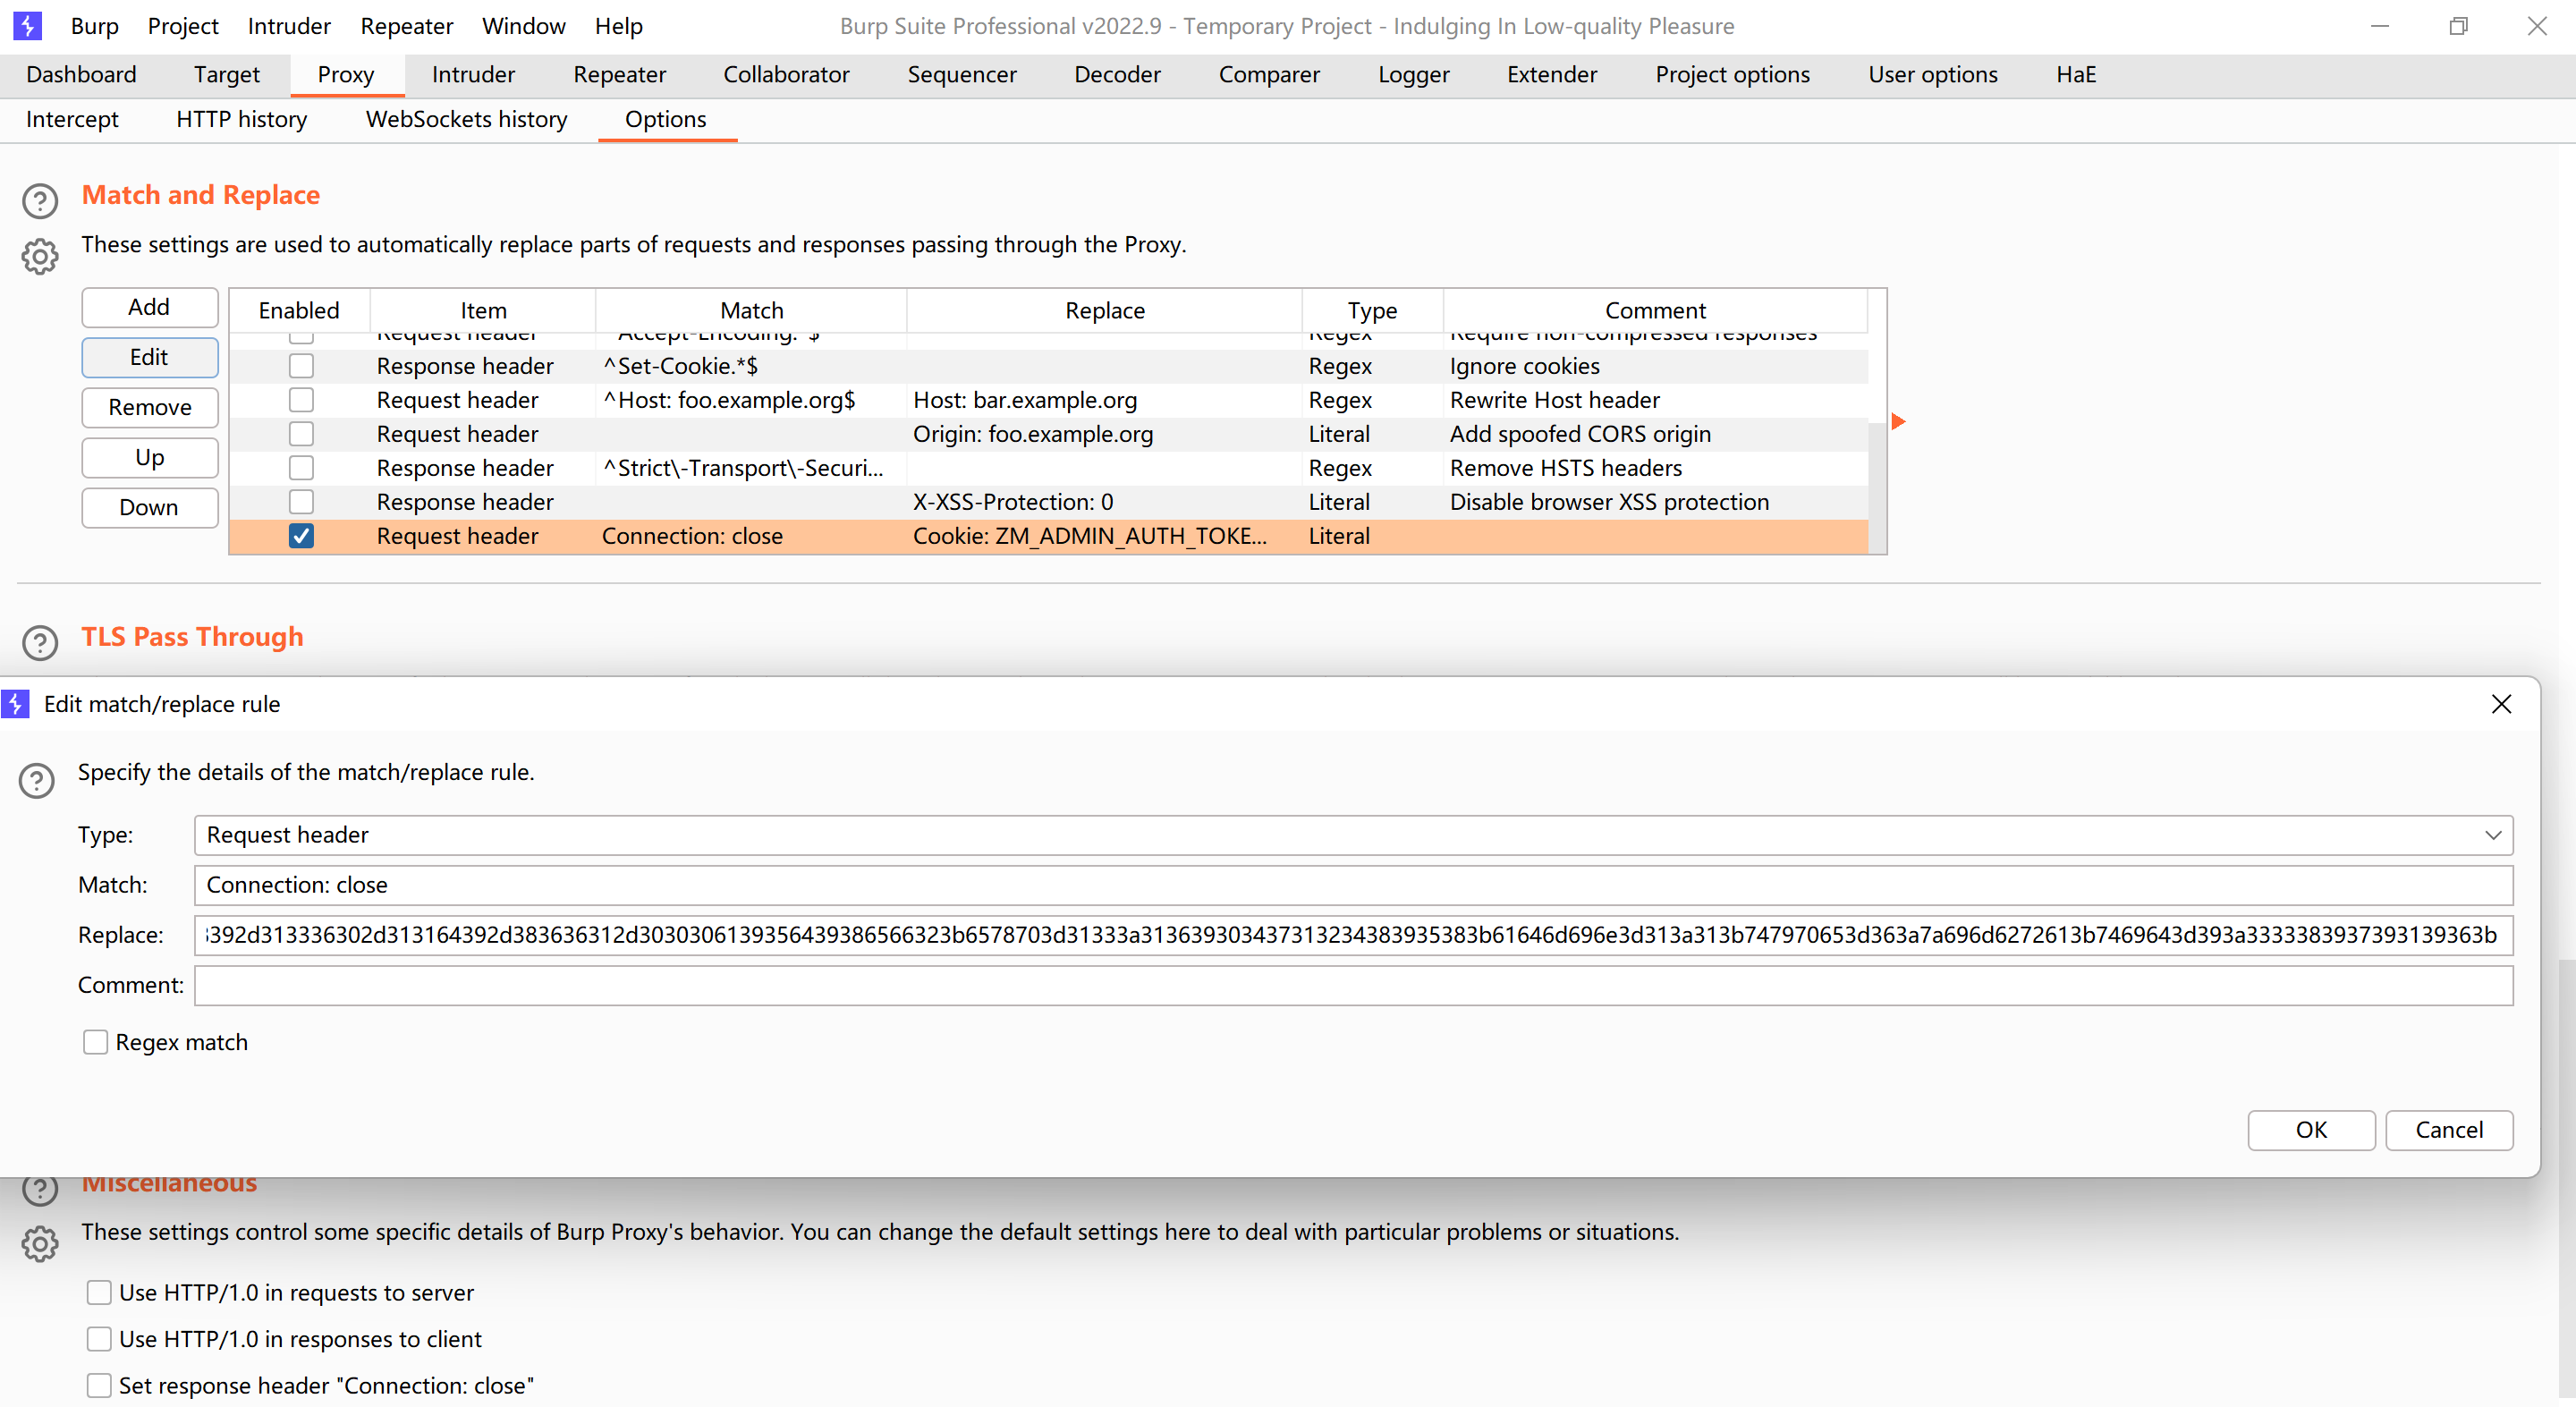 Burp Project Intruder Repeater Window Help Burp Suite Professional v2022.9 - Temporary Project - Indulging In Low-quality Pleasure
Dashboard Target Proxy Intruder Repeater Collaborator Sequencer Decoder Comparer Logger Extender Project options User options HaE
Intercept HTTP history WebSockets history Options
Match and Replace
These settings are used to automatically replace parts of requests and responses passing through the Proxy.
Add
Edit
Remove
Up
Down
Enabled Item Match Replace Type Comment
Request header ^Accept-Encoding.*$ Regex Require non-compressed responses
Response header ^Set-Cookie.*$ Regex Ignore cookies
Request header ^Host: foo.example.org$ Host: bar.example.org Regex Rewrite Host header
Request header Origin: foo.example.org Literal Add spoofed CORS origin
Response header ^Strict\-Transport\-Securi... Regex Remove HSTS headers
Response header X-XSS-Protection: 0 Literal Disable browser XSS protection
Request header Connection: close Cookie: ZM_ADMIN_AUTH_TOKE... Literal
TLS Pass Through
Edit match/replace rule
Specify the details of the match/replace rule.
Type: Request header
Match: Connection: close
Replace: 392d313336302d313164392d383636312d3030306139356439386566323b6578703d31333a313639303437313234383935383b61646d696e3d313a313b747970653d363a7a696d6272613b7469643d393a3333383937393139363b
Comment:
Regex match
OK Cancel
Miscellaneous
These settings control some specific details of Burp Proxy's behavior. You can change the default settings here to deal with particular problems or situations.
Use HTTP/1.0 in requests to server
Use HTTP/1.0 in responses to client
Set response header "Connection: close"